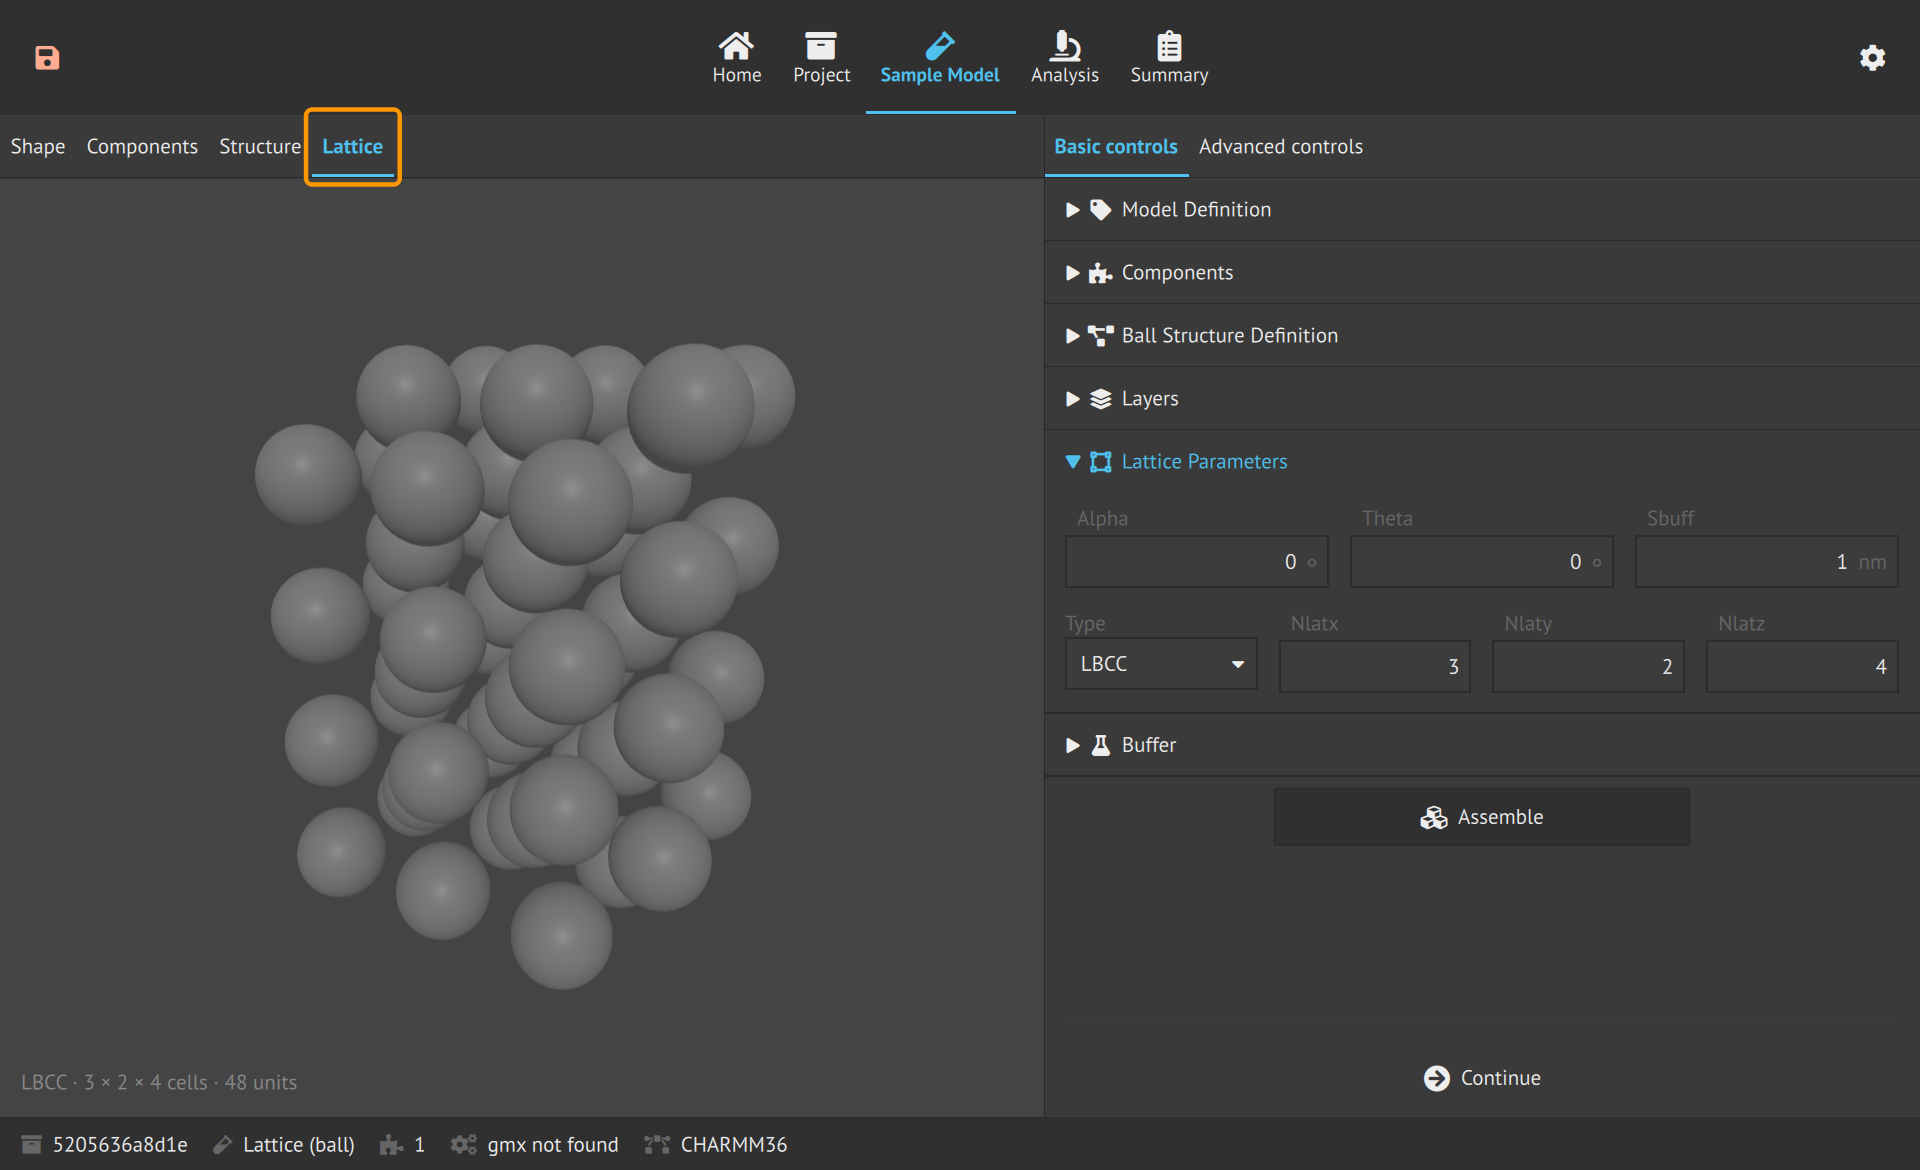 Home Project Sample Model Analysis Summary
Shape Components Structure Lattice
Basic controls Advanced controls
Model Definition
Components
Ball Structure Definition
Layers
Lattice Parameters
Alpha Theta Sbuff
0 ° 0 ° 1 nm
Type Nlatx Nlaty Nlatz
LBCC 3 2 4
Buffer
Assemble
Continue
LBCC · 3 × 2 × 4 cells · 48 units
5205636a8d1e Lattice (ball) 1 gmx not found CHARMM36